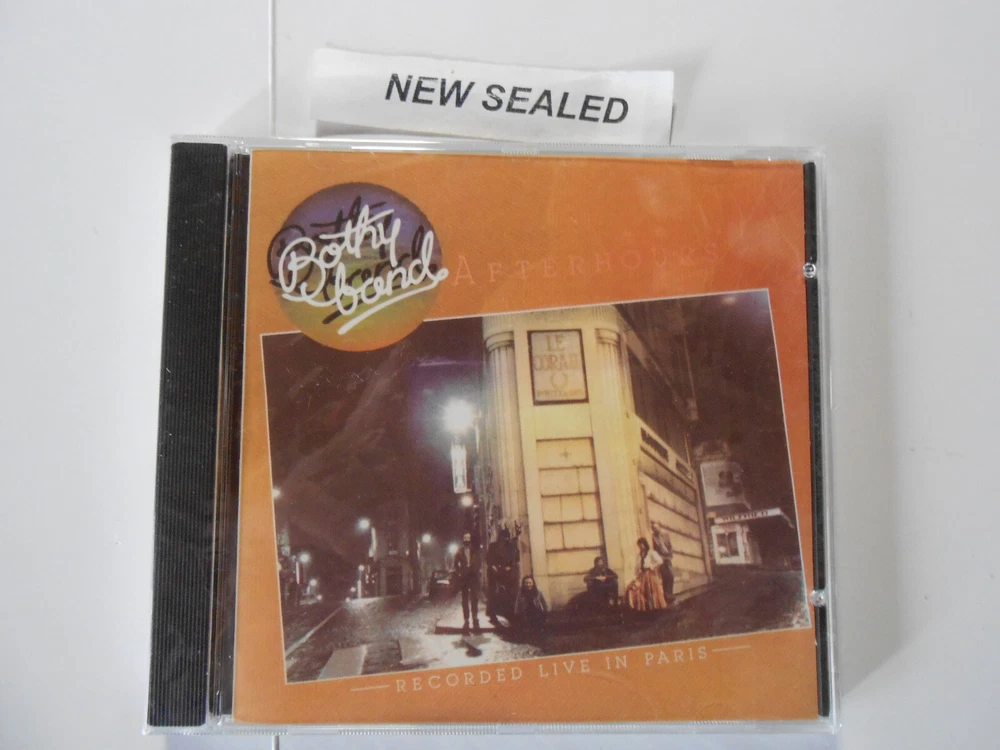 NEW SEALED
Bothy
band
AFTERHOURS
LE
CORAIL
RECORDED LIVE IN PARIS